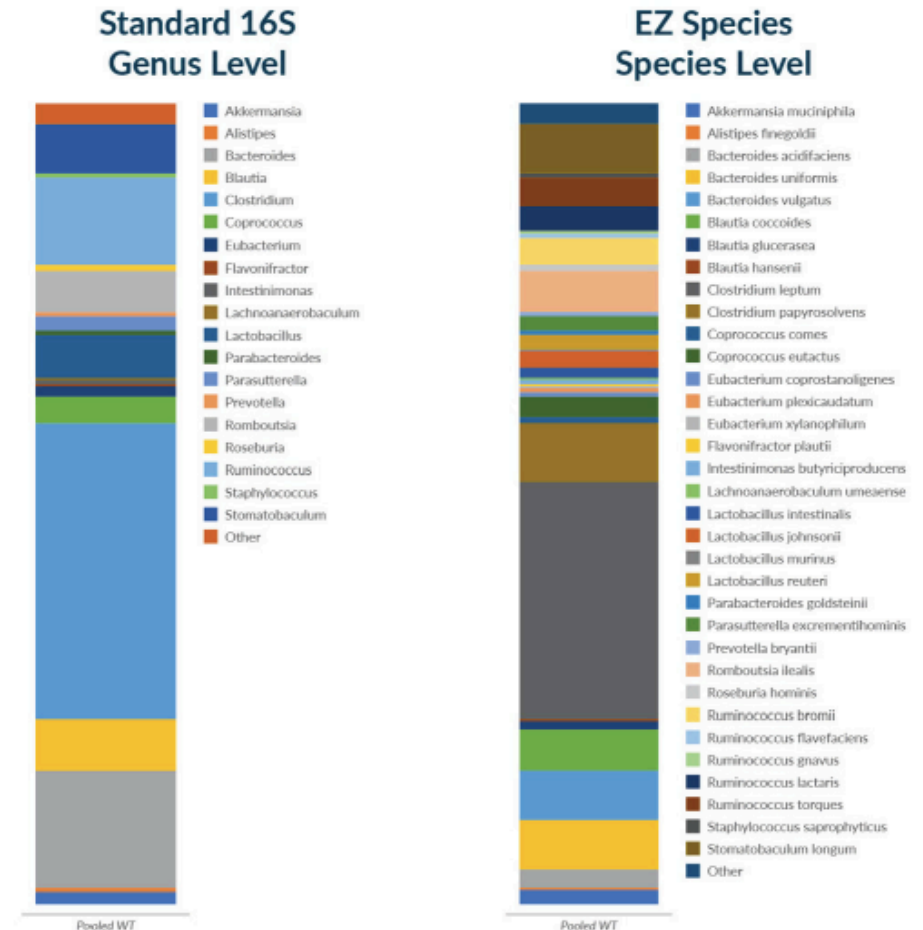 Standard 16S
Genus Level
Akkermansia
Alistipes
Bacteroides
Blautia
Clostridium
Coprococcus
Eubacterium
Flavonifractor
Intestinimonas
Lachnoanaerobaculum
Lactobacillus
Parabacteroides
Parasutterella
Prevotella
Romboutsia
Roseburia
Ruminococcus
Staphylococcus
Stomatobaculum
Other
Pooled WT
EZ Species
Species Level
Akkermansia muciniphila
Alistipes finegoldii
Bacteroides acidifaciens
Bacteroides uniformis
Bacteroides vulgatus
Blautia coccoides
Blautia glucerasea
Blautia hansenii
Clostridium leptum
Clostridium papyrosolvens
Coprococcus comes
Coprococcus eutactus
Eubacterium coprostanoligenes
Eubacterium plexicaudatum
Eubacterium xylanophilum
Flavonifractor plautii
Intestinimonas butyriciproducens
Lachnoanaerobaculum umeaense
Lactobacillus intestinalis
Lactobacillus johnsonii
Lactobacillus murinus
Lactobacillus reuteri
Parabacteroides goldsteinii
Parasutterella excrementihominis
Prevotella bryantii
Romboutsia ilealis
Roseburia hominis
Ruminococcus bromii
Ruminococcus flavefaciens
Ruminococcus gnavus
Ruminococcus lactaris
Ruminococcus torques
Staphylococcus saprophyticus
Stomatobaculum longum
Other
Pooled WT